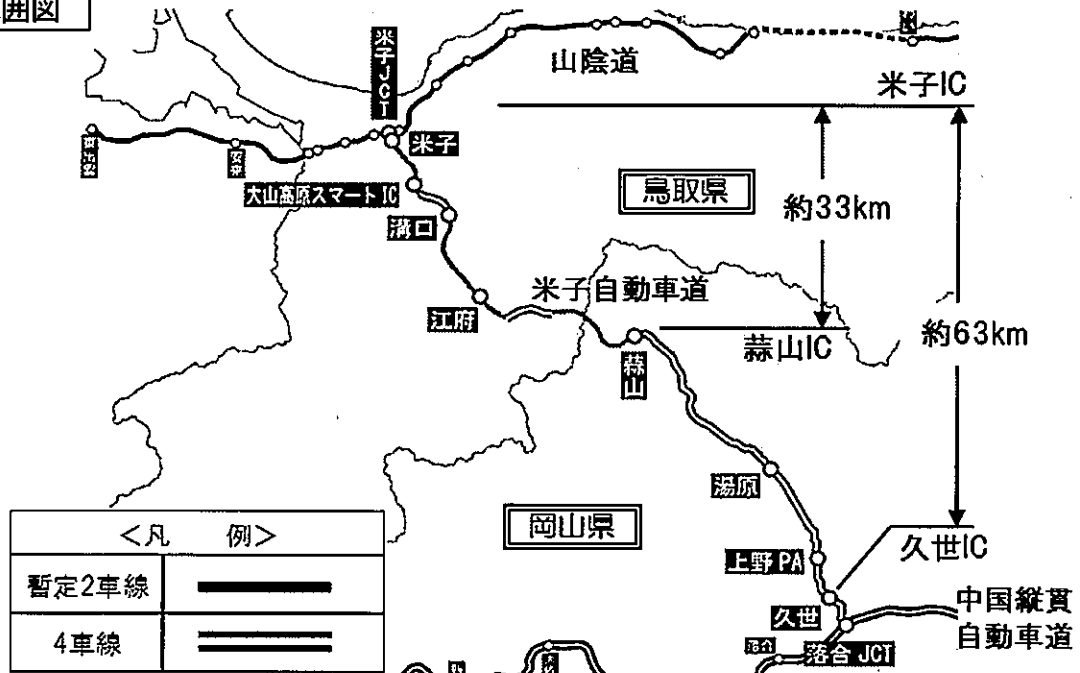 囲図
米子JCT
山陰道
米子IC
米子
大山高原スマートIC
鳥取県
約33km
溝口
米子自動車道
江府
蒜山IC
約63km
蒜山
湯原
岡山県
<凡 例>
暫定2車線
4車線
上野PA
久世IC
久世
中国縦貫
自動車道
落合JCT
落合